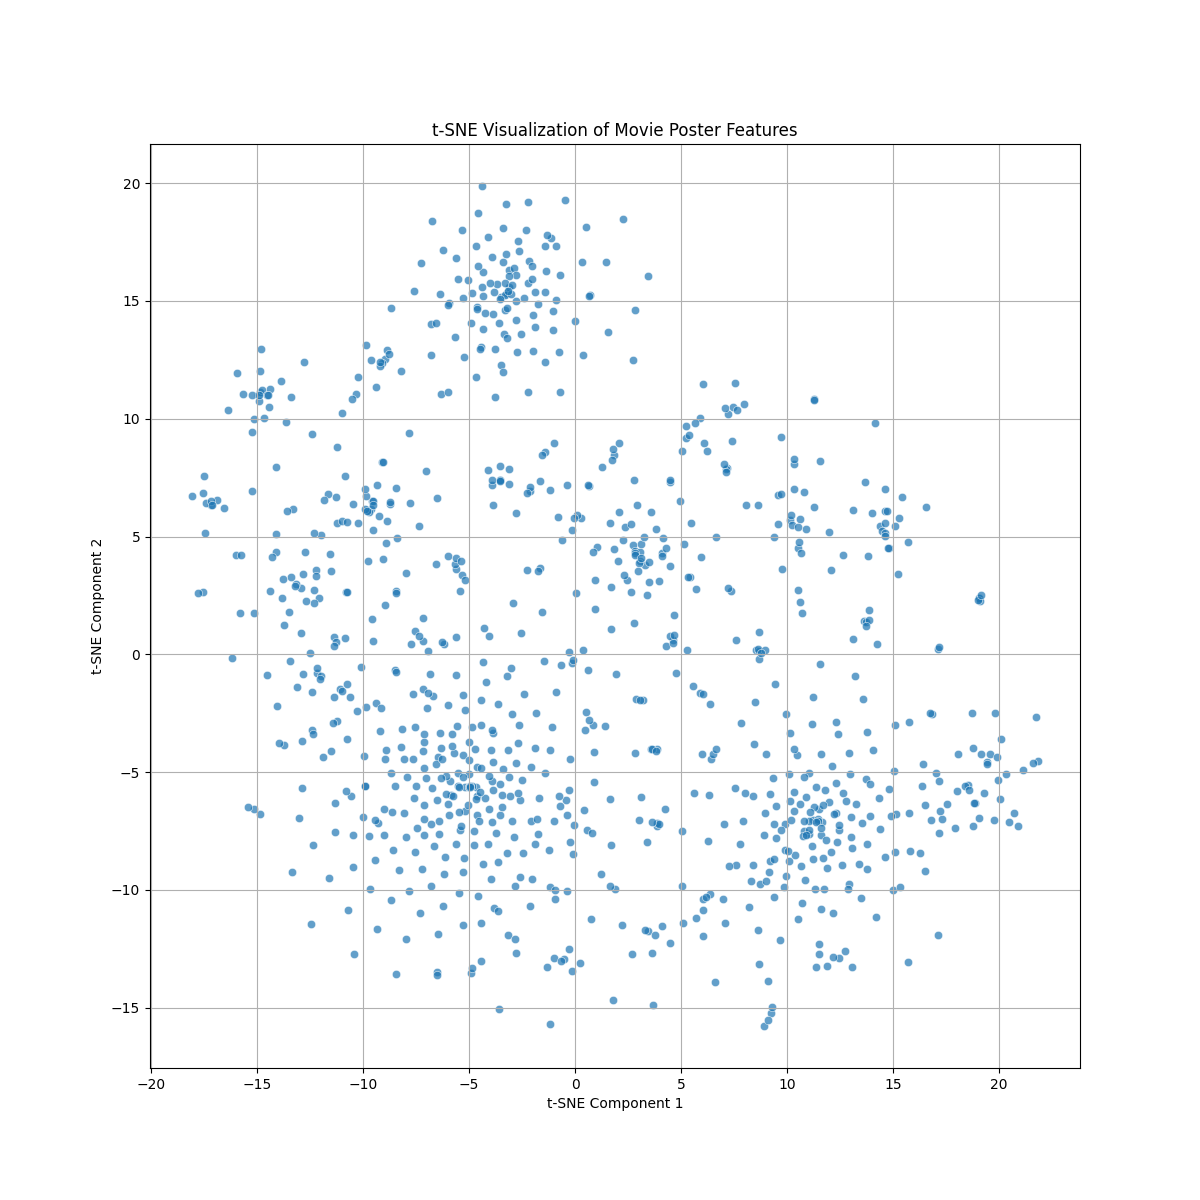 t-SNE Visualization of Movie Poster Features
20
15
10
5
0
−5
−10
−15
t-SNE Component 2
−20 −15 −10 −5 0 5 10 15 20
t-SNE Component 1